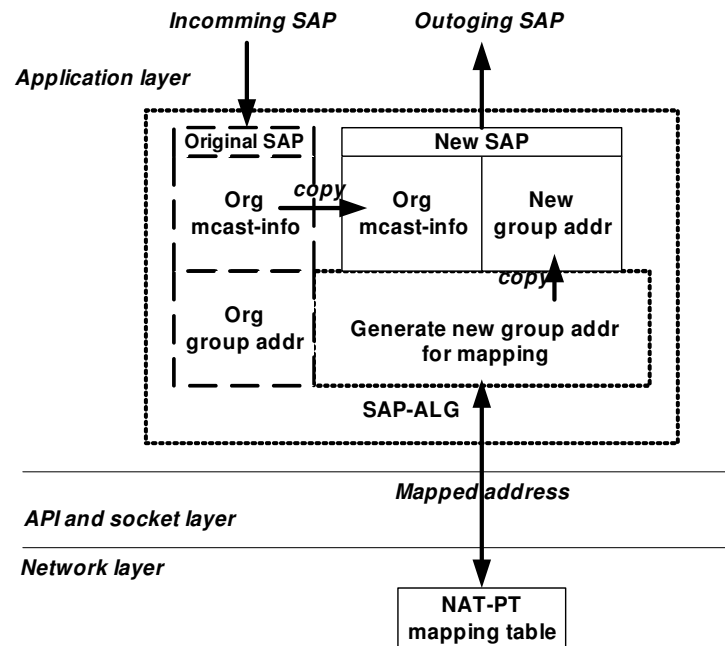 Incomming SAP
Outoging SAP
Application layer
Original SAP
New SAP
copy
Org
mcast-info
Org
mcast-info
New
group addr
copy
Org
group addr
Generate new group addr
for mapping
SAP-ALG
Mapped address
API and socket layer
Network layer
NAT-PT
mapping table